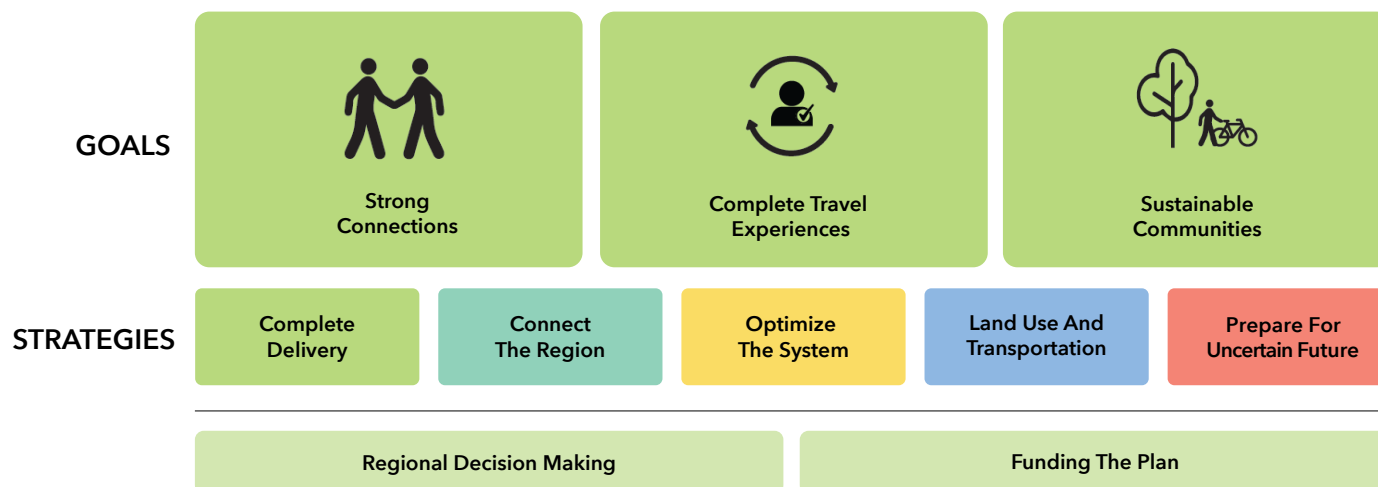 GOALS
Strong
Connections
Complete Travel
Experiences
Sustainable
Communities
STRATEGIES
Complete
Delivery
Connect
The Region
Optimize
The System
Land Use And
Transportation
Prepare For
Uncertain Future
Regional Decision Making
Funding The Plan